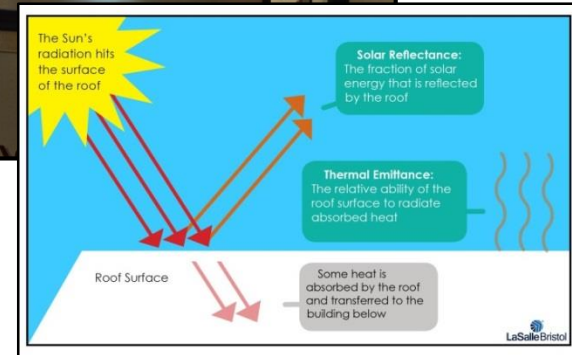 The Sun's
radiation hits
the surface
of the roof
Solar Reflectance:
The fraction of solar
energy that is reflected
by the roof
Thermal Emittance:
The relative ability of the
roof surface to radiate
absorbed heat
Roof Surface
Some heat is
absorbed by the roof
and transferred to the
building below
LaSalle Bristol